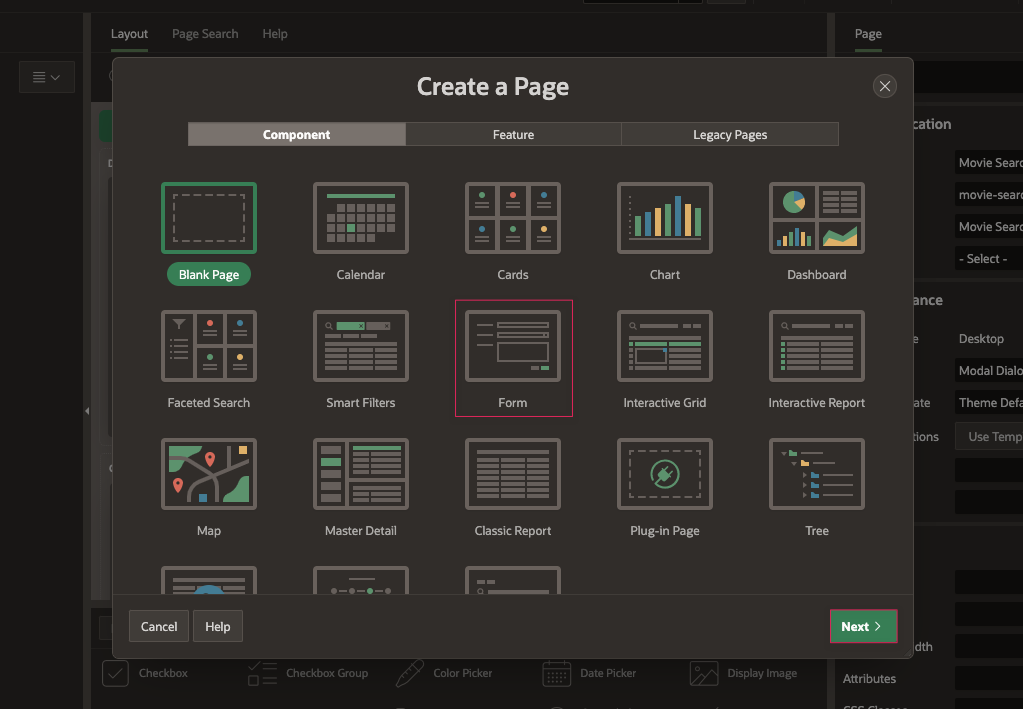 Layout
Page Search
Help
Page
Create a Page
Component
Feature
Legacy Pages
Blank Page
Calendar
Cards
Chart
Dashboard
Faceted Search
Smart Filters
Form
Interactive Grid
Interactive Report
Map
Master Detail
Classic Report
Plug-in Page
Tree
Cancel
Help
Next
cation
Movie Searc
movie-sear
Movie Searc
- Select -
ance
Desktop
Modal Dialo
ate
Theme Defa
tions
Use Temp
dth
Attributes
Checkbox
Checkbox Group
Color Picker
Date Picker
Display Image